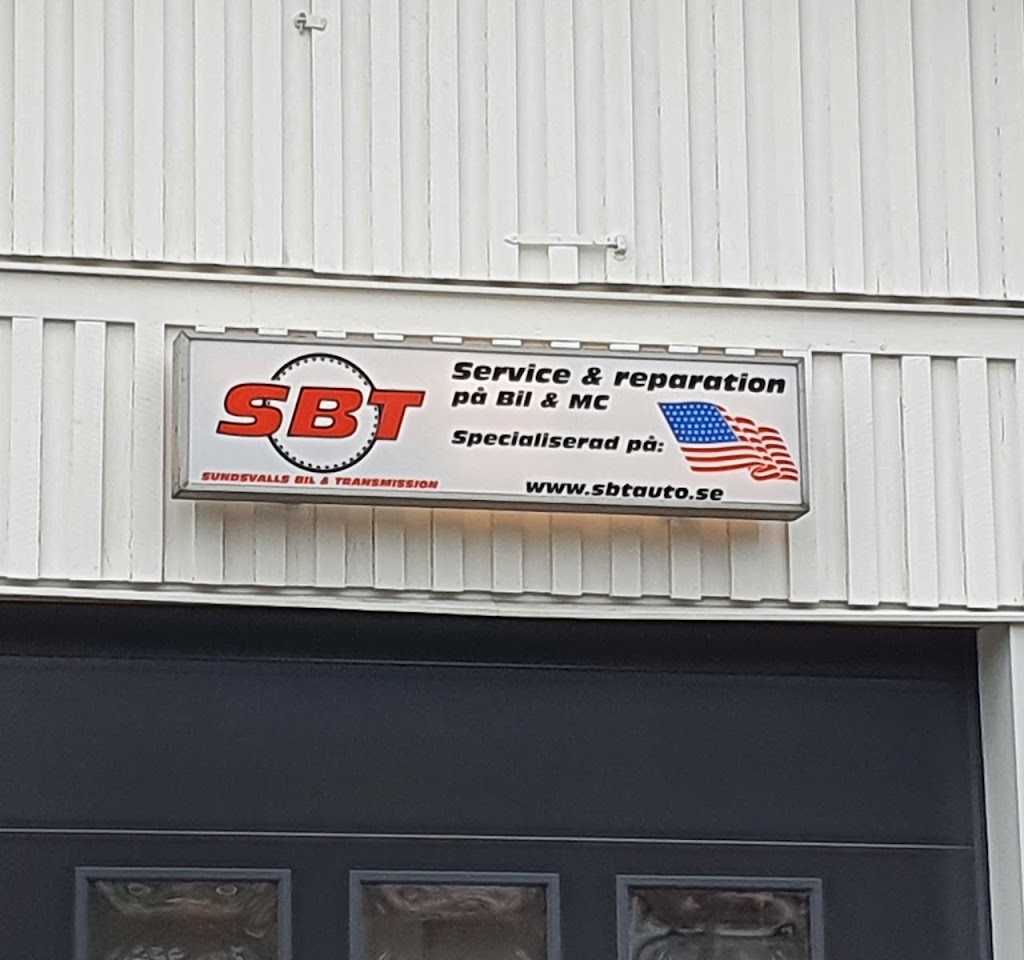 SBT
SUNDSVALLS BIL & TRANSMISSION
Service & reparation
på Bil & MC
Specialiserad på:
www.sbtauto.se